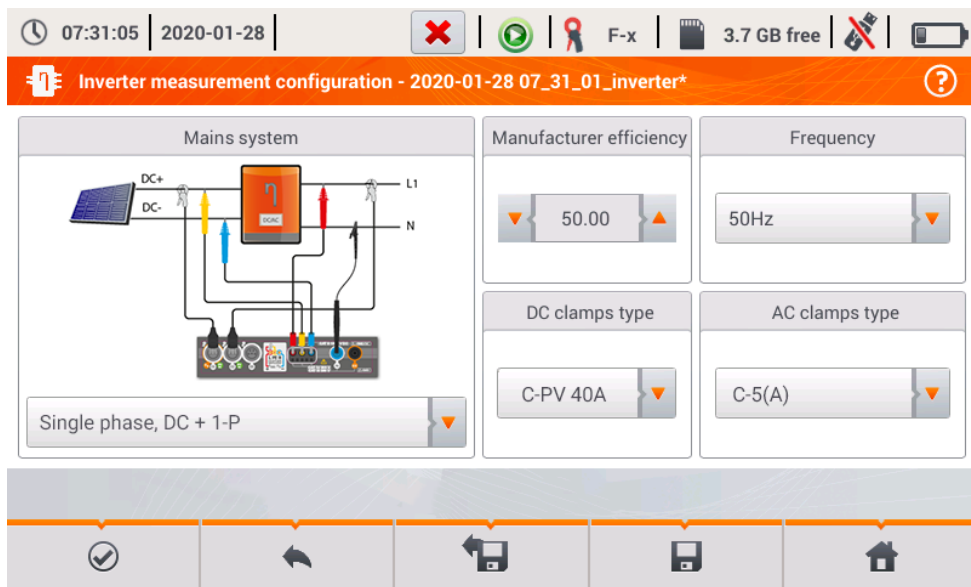 07:31:05 2020-01-28 F-x 3.7 GB free
Inverter measurement configuration - 2020-01-28 07_31_01_inverter* ?
Mains system
DC+
DC-
DC/AC
L1
N
Single phase, DC + 1-P
Manufacturer efficiency
50.00
Frequency
50Hz
DC clamps type
C-PV 40A
AC clamps type
C-5(A)